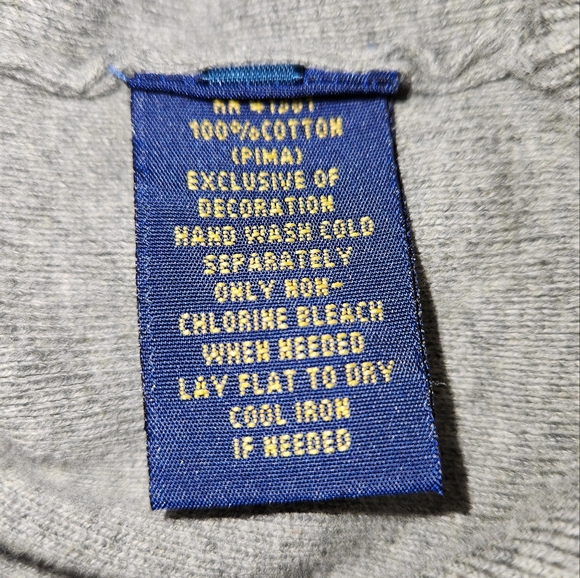 100%COTTON
(PIMA)
EXCLUSIVE OF
DECORATION
HAND WASH COLD
SEPARATELY
ONLY NON-
CHLORINE BLEACH
WHEN NEEDED
LAY FLAT TO DRY
COOL IRON
IF NEEDED